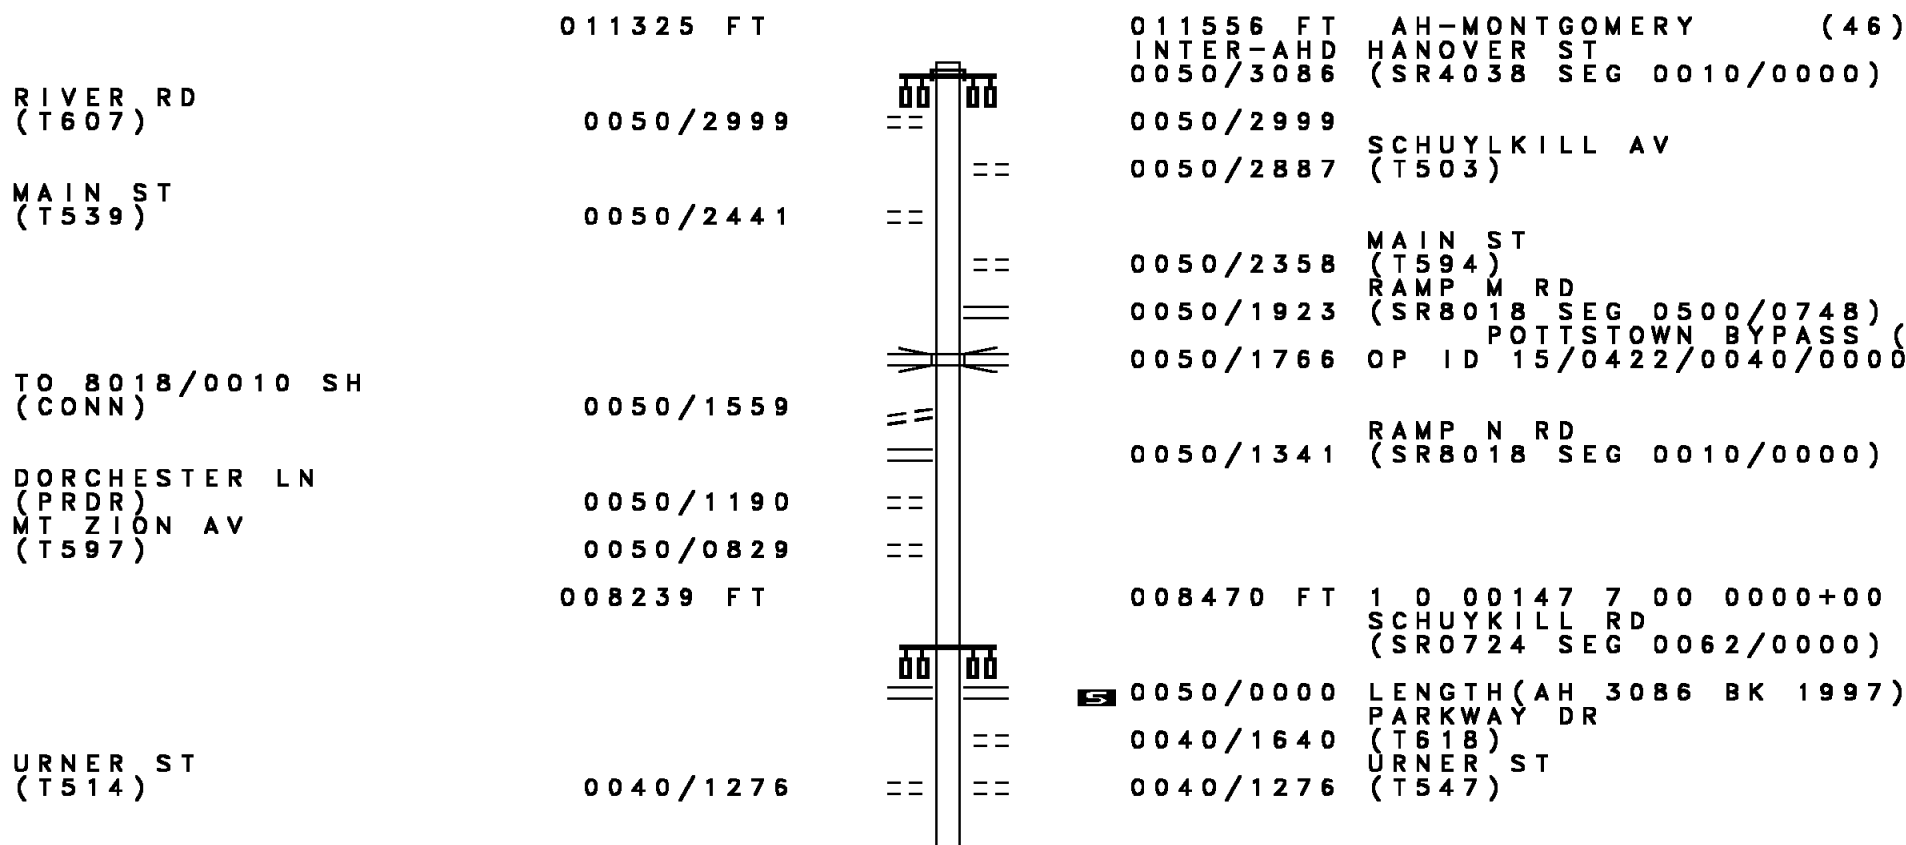 011325 FT 011556 FT AH-MONTGOMERY (46)
INTER-AHD HANOVER ST
0050/3086 (SR4038 SEG 0010/0000)
RIVER RD
(T607) 0050/2999 0050/2999
SCHUYLKILL AV
0050/2887 (T503)
MAIN ST
(T539) 0050/2441
MAIN ST
0050/2358 (T594)
RAMP M RD
0050/1923 (SR8018 SEG 0500/0748)
POTTSTOWN BYPASS (
0050/1766 OP ID 15/0422/0040/0000
TO 8018/0010 SH
(CONN) 0050/1559
RAMP N RD
0050/1341 (SR8018 SEG 0010/0000)
DORCHESTER LN
(PRDR) 0050/1190
MT ZION AV
(T597) 0050/0829
008239 FT 008470 FT 1 0 00147 7 00 0000+00
SCHUYKILL RD
(SR0724 SEG 0062/0000)
S 0050/0000 LENGTH(AH 3086 BK 1997)
PARKWAY DR
0040/1640 (T618)
URNER ST URNER ST
(T514) 0040/1276 0040/1276 (T547)